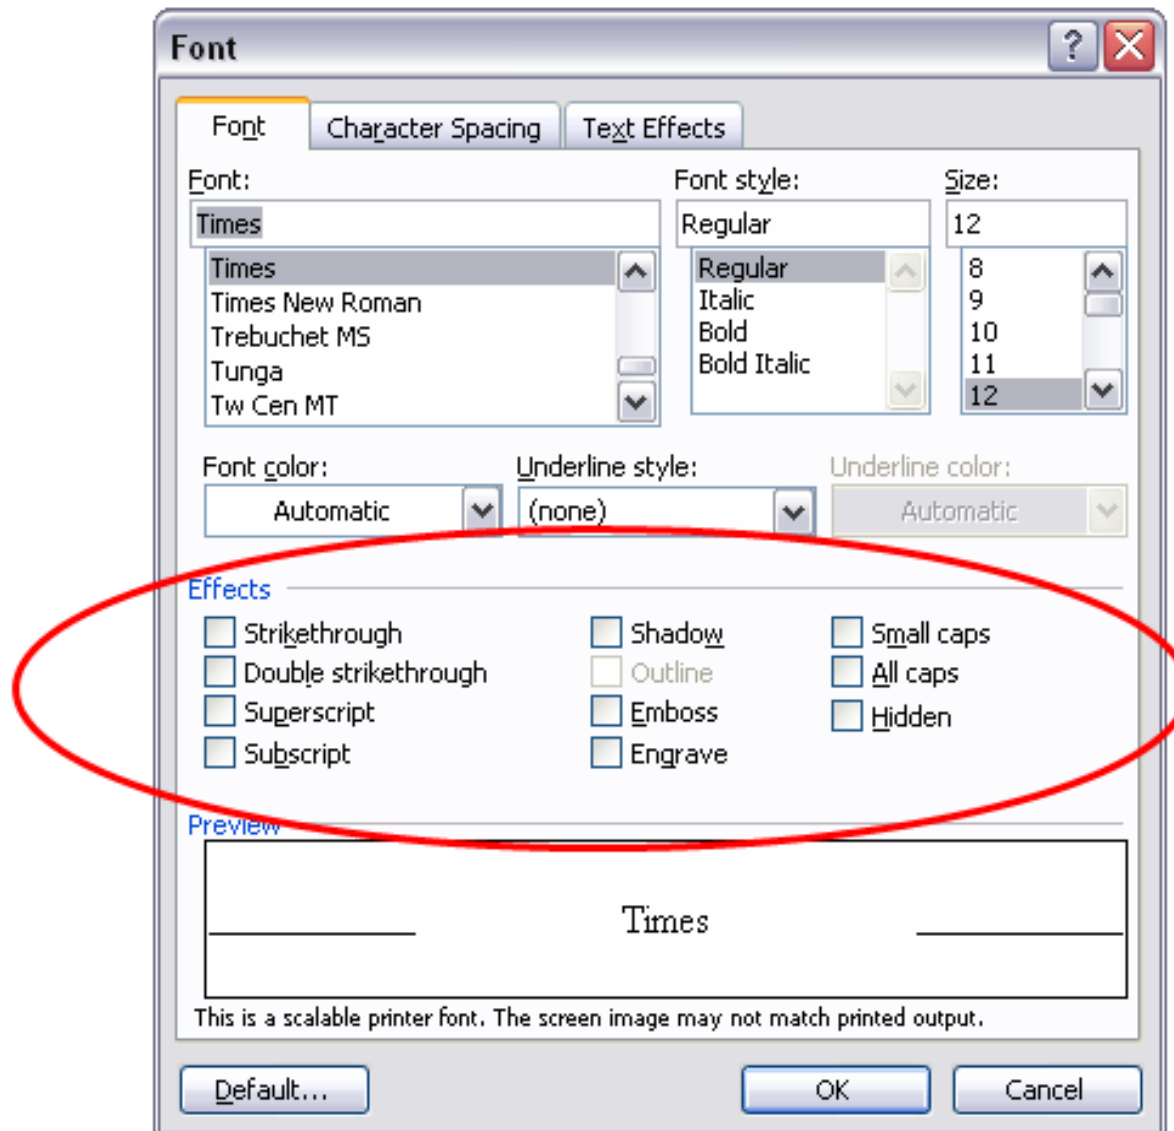 Font
Font Character Spacing Text Effects
Font: Font style: Size:
Times Regular 12
Times Regular 8
Times New Roman Italic 9
Trebuchet MS Bold 10
Tunga Bold Italic 11
Tw Cen MT 12
Font color: Underline style: Underline color:
Automatic (none) Automatic
Effects
Strikethrough Shadow Small caps
Double strikethrough Outline All caps
Superscript Emboss Hidden
Subscript Engrave
Preview
Times
This is a scalable printer font. The screen image may not match printed output.
Default... OK Cancel